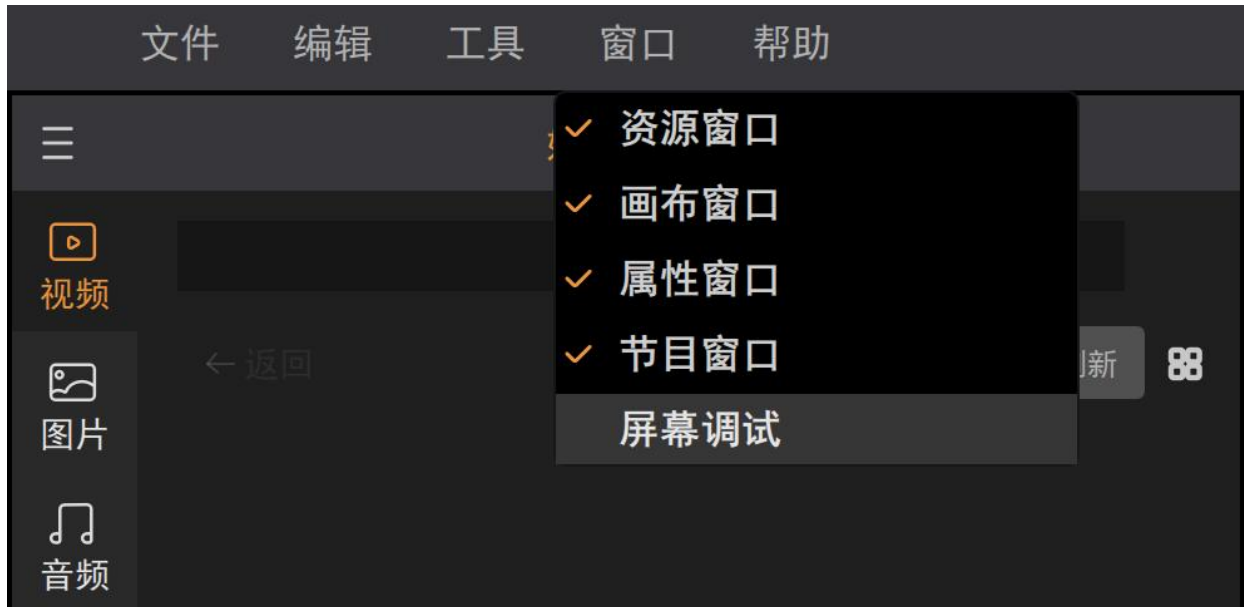 文件 编辑 工具 窗口 帮助
资源窗口
画布窗口
视频
属性窗口
← 返回
节目窗口
新
图片
屏幕调试
音频